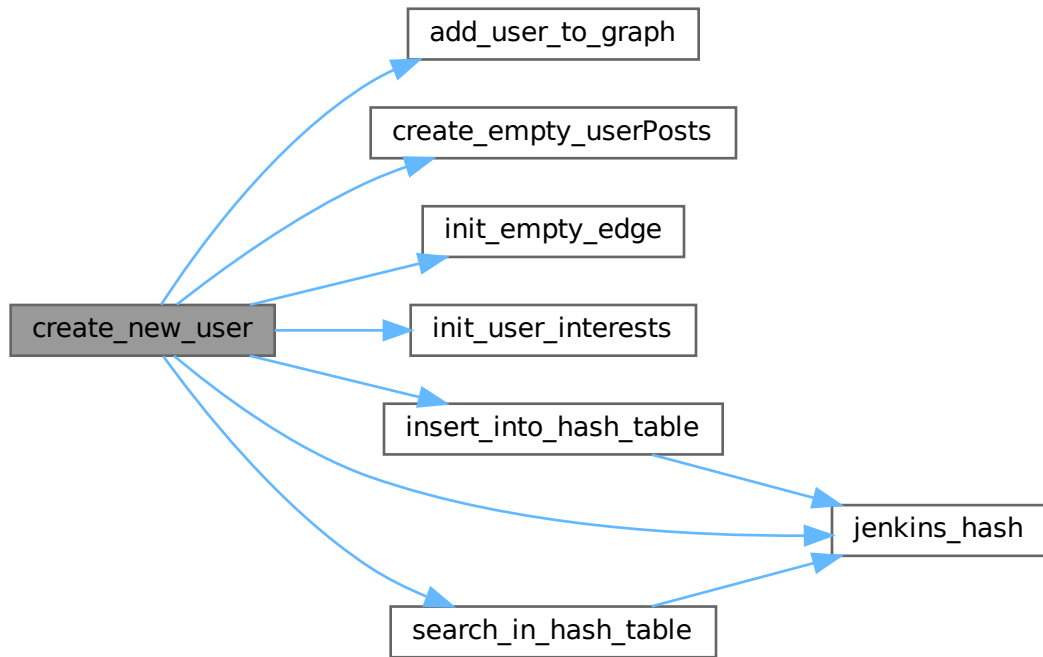 add_user_to_graph
create_empty_userPosts
init_empty_edge
create_new_user
init_user_interests
insert_into_hash_table
jenkins_hash
search_in_hash_table